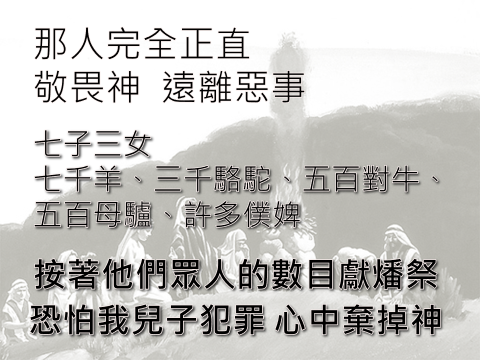 那人完全正直
敬畏神 遠離惡事
七子三女
七千羊、三千駱駝、五百對牛、
五百母驢、許多僕婢
按著他們眾人的數目獻燔祭
恐怕我兒子犯罪 心中棄掉神